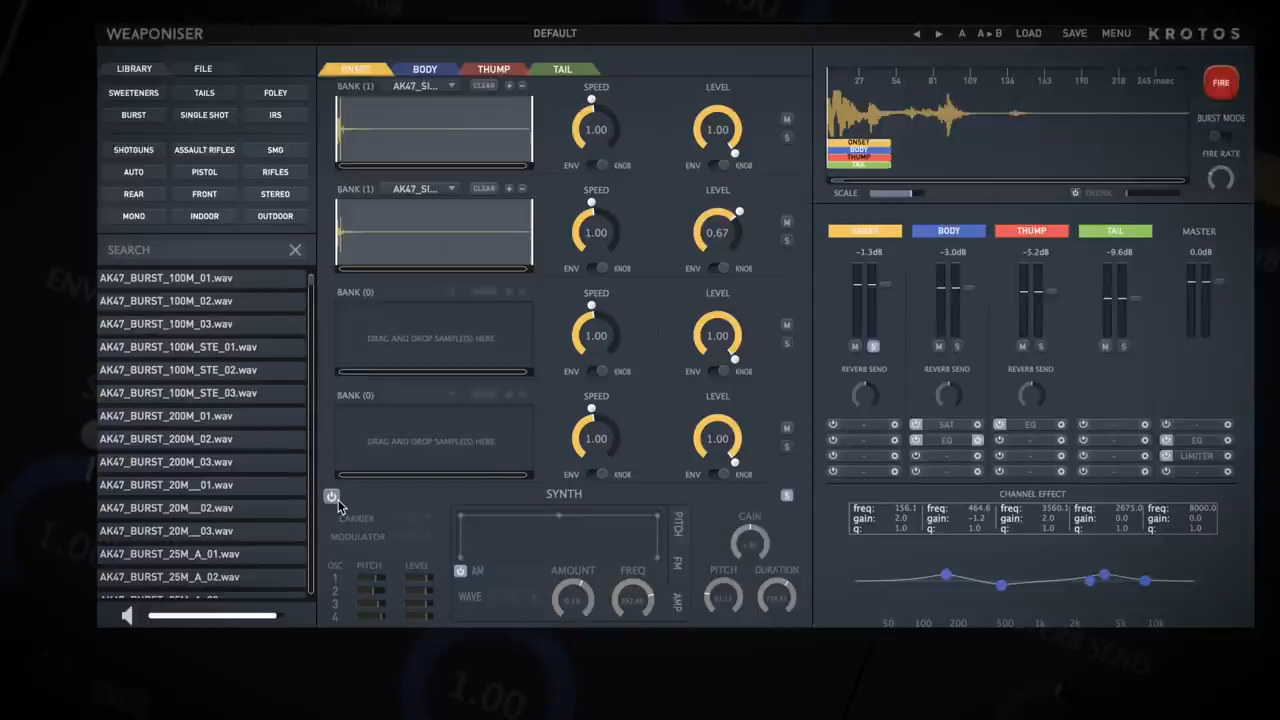 WEAPONISER
DEFAULT
A
A▸B
LOAD
SAVE
MENU
KROTOS
LIBRARY
FILE
SWEETENERS
TAILS
FOLEY
BURST
SINGLE SHOT
IRS
SHOTGUNS
ASSAULT RIFLES
SMG
AUTO
PISTOL
RIFLES
REAR
FRONT
STEREO
MONO
INDOOR
OUTDOOR
SEARCH
AK47_BURST_100M_01.wav
AK47_BURST_100M_02.wav
AK47_BURST_100M_03.wav
AK47_BURST_100M_STE_01.wav
AK47_BURST_100M_STE_02.wav
AK47_BURST_100M_STE_03.wav
AK47_BURST_200M_01.wav
AK47_BURST_200M_02.wav
AK47_BURST_200M_03.wav
AK47_BURST_20M__01.wav
AK47_BURST_20M__02.wav
AK47_BURST_20M__03.wav
AK47_BURST_25M_A_01.wav
AK47_BURST_25M_A_02.wav
ONSET
BODY
THUMP
TAIL
BANK (1)
AK47_SI...
CLEAR
SPEED
LEVEL
1.00
1.00
M
S
ENV
KNOB
ENV
KNOB
BANK (1)
AK47_SI...
CLEAR
SPEED
LEVEL
1.00
0.67
M
S
ENV
KNOB
ENV
KNOB
BANK (0)
SPEED
LEVEL
DRAG AND DROP SAMPLE(S) HERE
1.00
1.00
M
S
ENV
KNOB
ENV
KNOB
BANK (0)
SPEED
LEVEL
DRAG AND DROP SAMPLE(S) HERE
1.00
1.00
M
S
ENV
KNOB
ENV
KNOB
SYNTH
S
CARRIER
MODULATOR
OSC
PITCH
LEVEL
1
2
3
4
AM
WAVE
AMOUNT
FREQ
PITCH
FM
AMP
GAIN
PITCH
DURATION
27
54
81
109
136
163
190
218
245 msec
ONSET
BODY
THUMP
TAIL
SCALE
FIRE
BURST MODE
FIRE RATE
BODY
THUMP
TAIL
MASTER
-1.3dB
-3.0dB
-5.2dB
-9.6dB
0.0dB
M
S
M
S
M
S
M
S
REVERB SEND
REVERB SEND
REVERB SEND
SAT
EQ
EQ
EQ
LIMITER
CHANNEL EFFECT
freq: 156.1
gain: 2.0
q: 1.0
freq: 464.6
gain: -1.2
q: 1.0
freq: 3560.1
gain: 2.0
q: 1.0
freq: 2675.0
gain: 0.0
q: 1.0
freq: 8000.0
gain: 0.0
q: 1.0
50
100
200
500
1k
2k
5k
10k
1.00